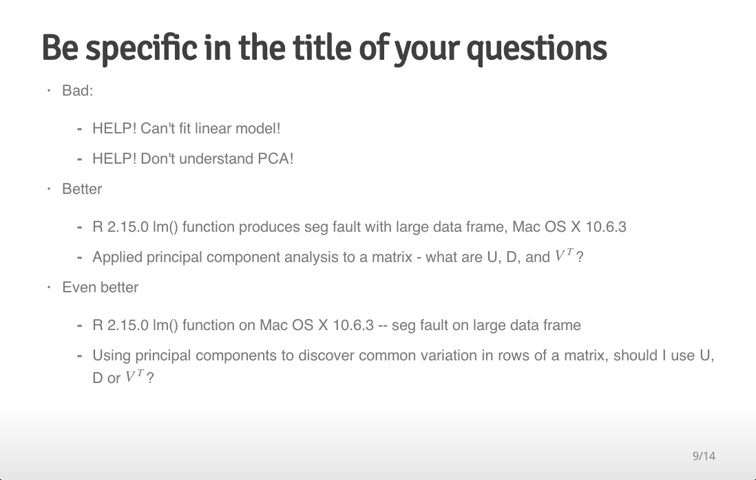 Be specific in the title of your questions
· Bad:
- HELP! Can't fit linear model!
- HELP! Don't understand PCA!
· Better
- R 2.15.0 lm() function produces seg fault with large data frame, Mac OS X 10.6.3
- Applied principal component analysis to a matrix - what are U, D, and V^T?
· Even better
- R 2.15.0 lm() function on Mac OS X 10.6.3 -- seg fault on large data frame
- Using principal components to discover common variation in rows of a matrix, should I use U,
D or V^T?
9/14